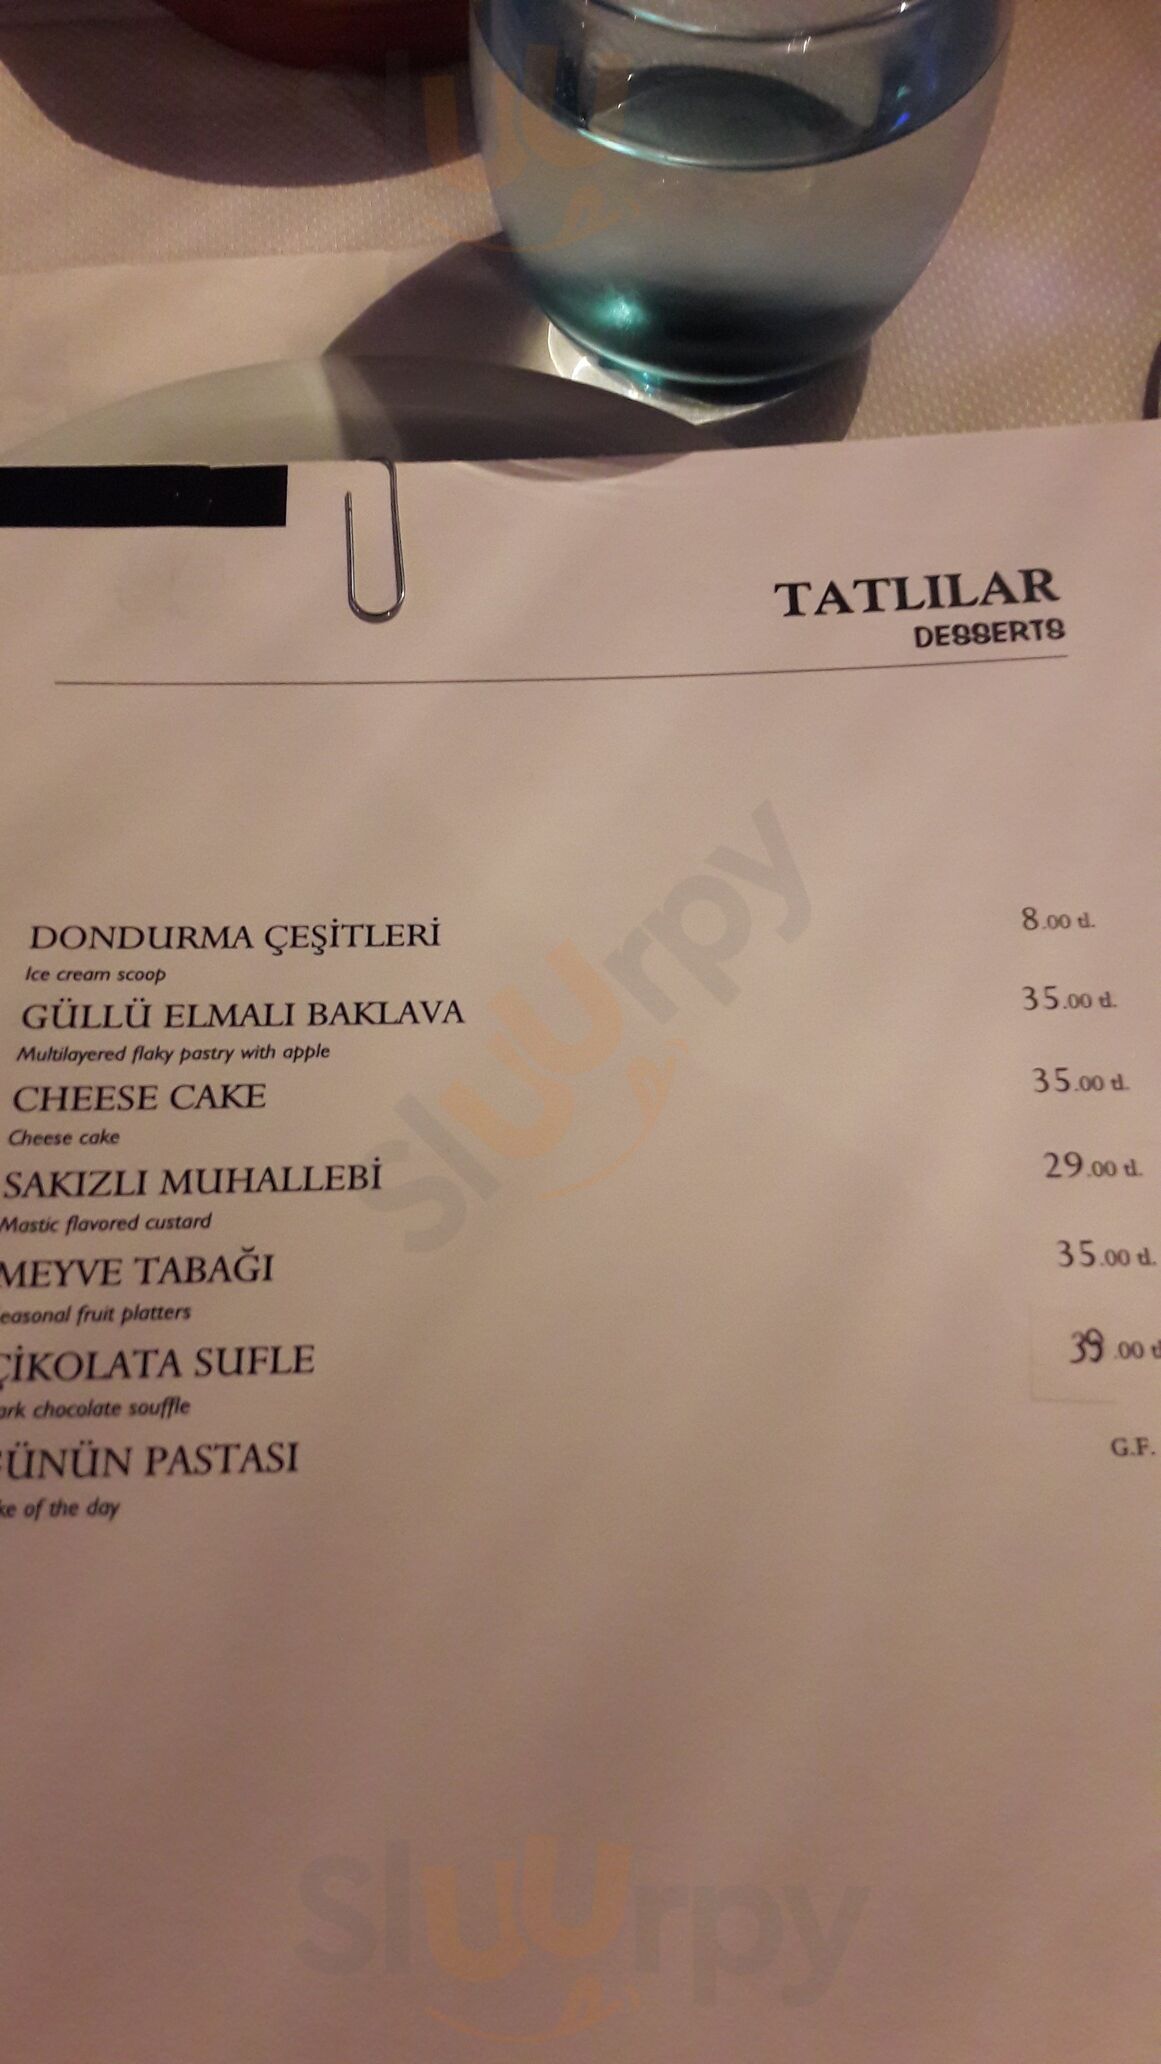 TATLILAR
DESSERTS
DONDURMA ÇEŞİTLERİ 8.00 tl.
Ice cream scoop
GÜLLÜ ELMALI BAKLAVA 35.00 tl.
Multilayered flaky pastry with apple
CHEESE CAKE 35.00 tl.
Cheese cake
SAKIZLI MUHALLEBİ 29.00 tl.
Mastic flavored custard
MEYVE TABAĞI 35.00 tl.
easonal fruit platters
ÇİKOLATA SUFLE .00 t
ark chocolate souffle
ÜNÜN PASTASI G.F.
ke of the day
Sluurpy
Sluurpy